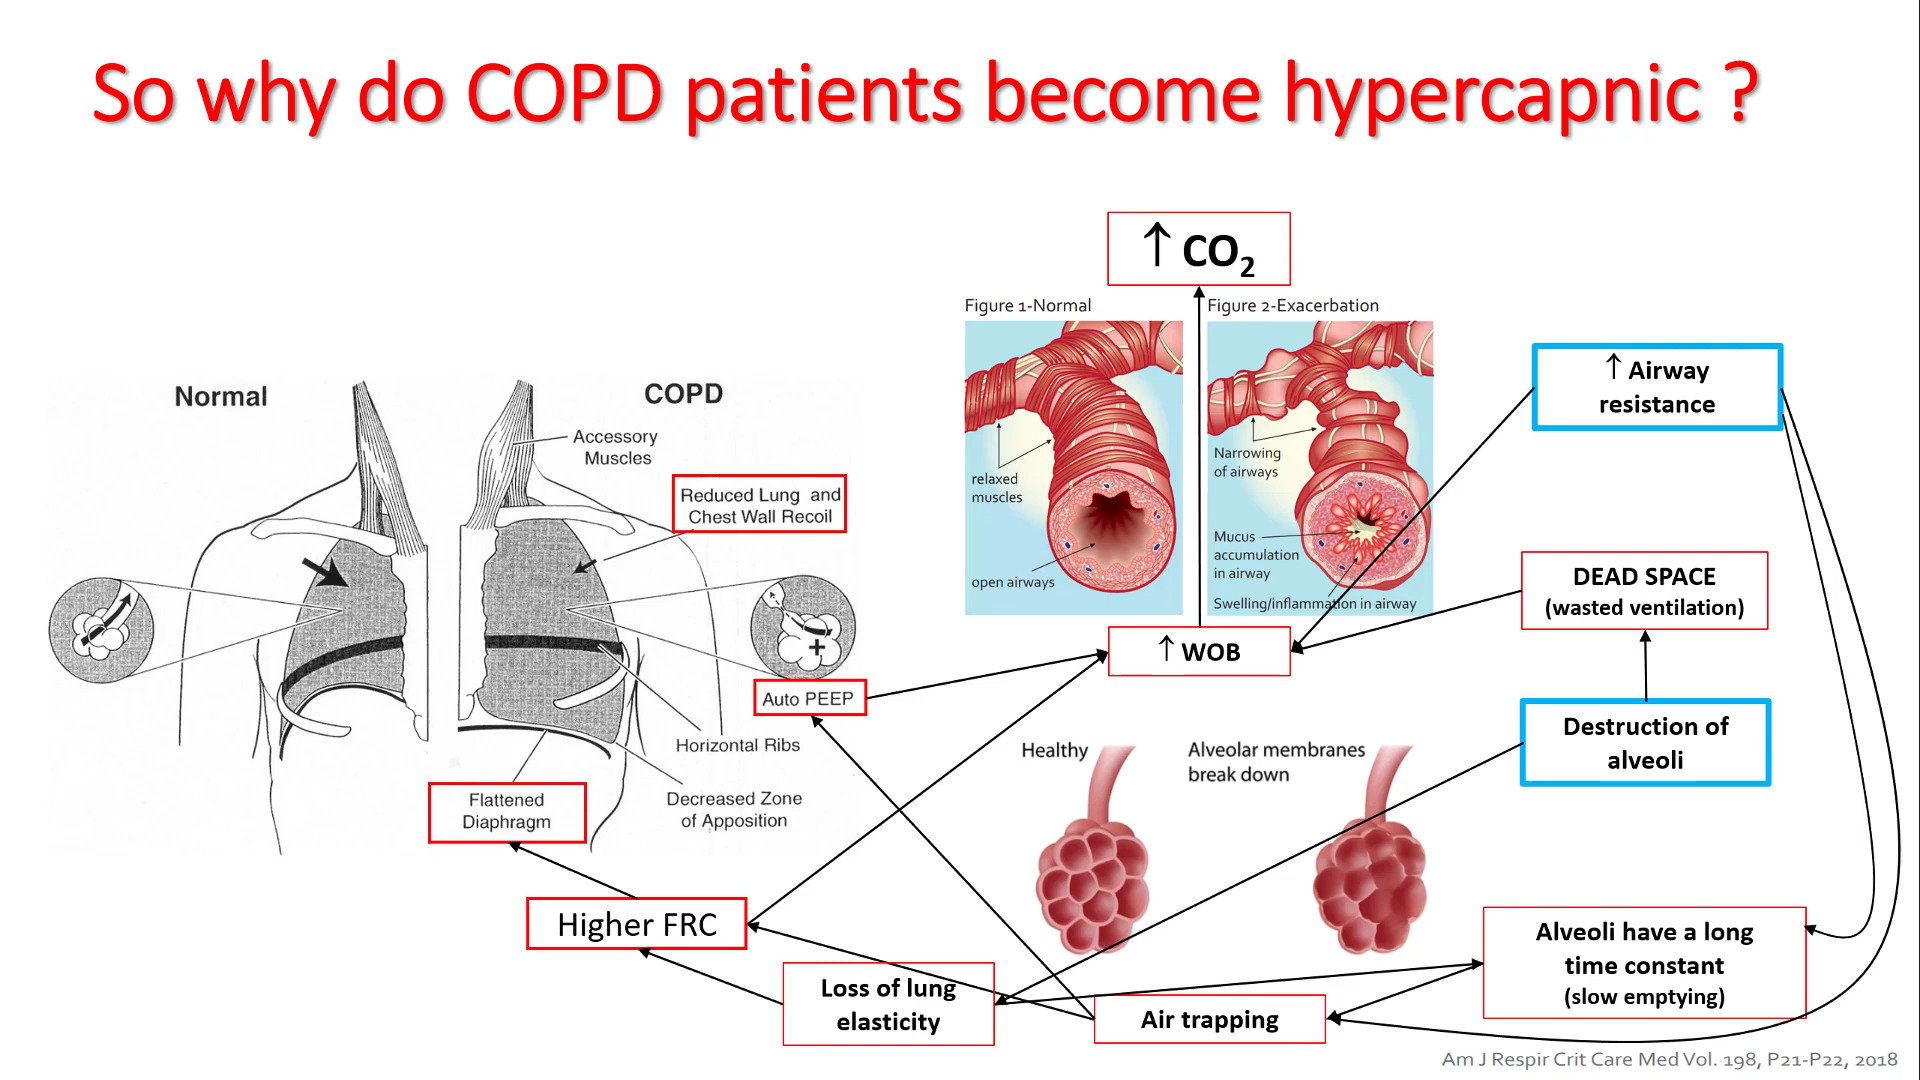 So why do COPD patients become hypercapnic ?
↑ CO₂
Figure 1-Normal
Figure 2-Exacerbation
relaxed
muscles
open airways
Narrowing
of airways
Mucus
accumulation
in airway
Swelling/inflammation in airway
↑ Airway
resistance
Normal
COPD
Accessory
Muscles
Reduced Lung and
Chest Wall Recoil
+
Auto PEEP
Horizontal Ribs
Flattened
Diaphragm
Decreased Zone
of Apposition
↑ WOB
DEAD SPACE
(wasted ventilation)
Destruction of
alveoli
Healthy
Alveolar membranes
break down
Higher FRC
Loss of lung
elasticity
Air trapping
Alveoli have a long
time constant
(slow emptying)
Am J Respir Crit Care Med Vol. 198, P21-P22, 2018